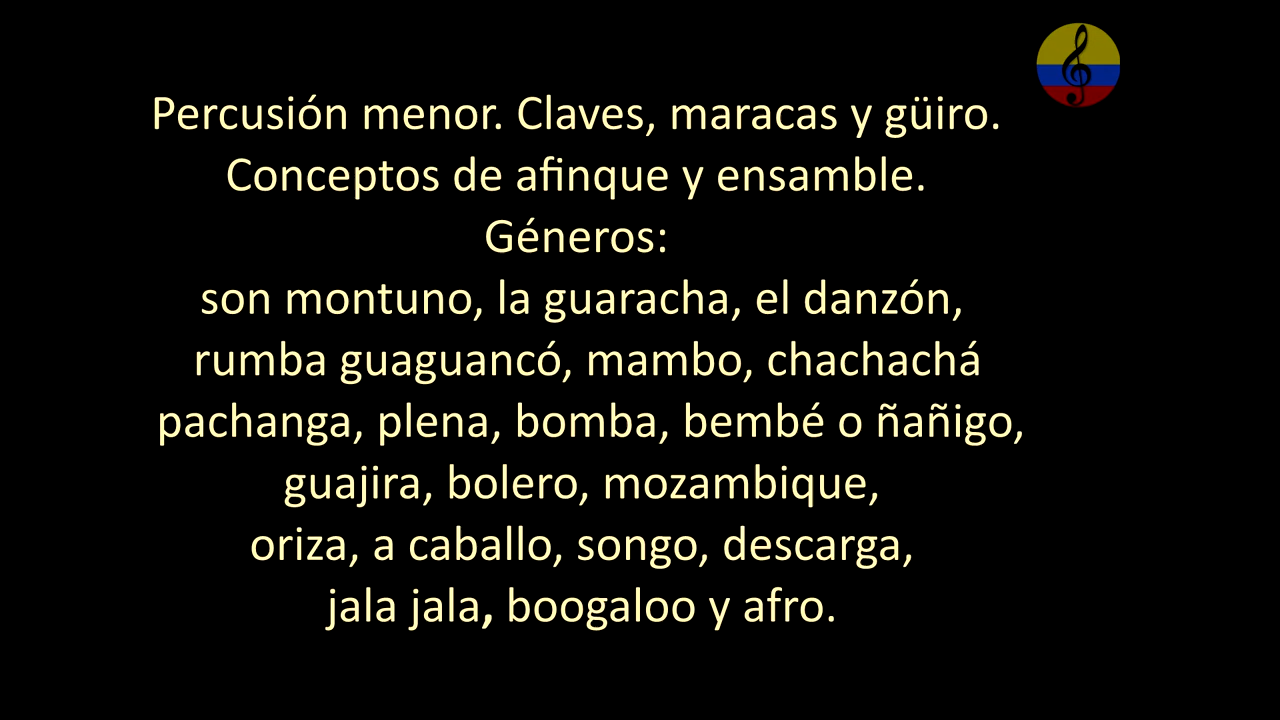 Percusión menor. Claves, maracas y güiro.
Conceptos de afinque y ensamble.
Géneros:
son montuno, la guaracha, el danzón,
rumba guaguancó, mambo, chachachá
pachanga, plena, bomba, bembé o ñañigo,
guajira, bolero, mozambique,
oriza, a caballo, songo, descarga,
jala jala, boogaloo y afro.